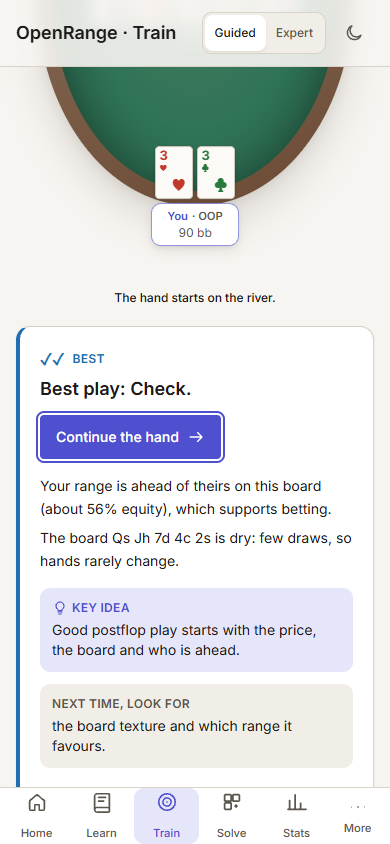 OpenRange · Train
Guided
Expert
3
3
You · OOP
90 bb
The hand starts on the river.
BEST
Best play: Check.
Continue the hand →
Your range is ahead of theirs on this board
(about 56% equity), which supports betting.
The board Qs Jh 7d 4c 2s is dry: few draws, so
hands rarely change.
KEY IDEA
Good postflop play starts with the price,
the board and who is ahead.
NEXT TIME, LOOK FOR
the board texture and which range it
favours.
Home
Learn
Train
Solve
Stats
More